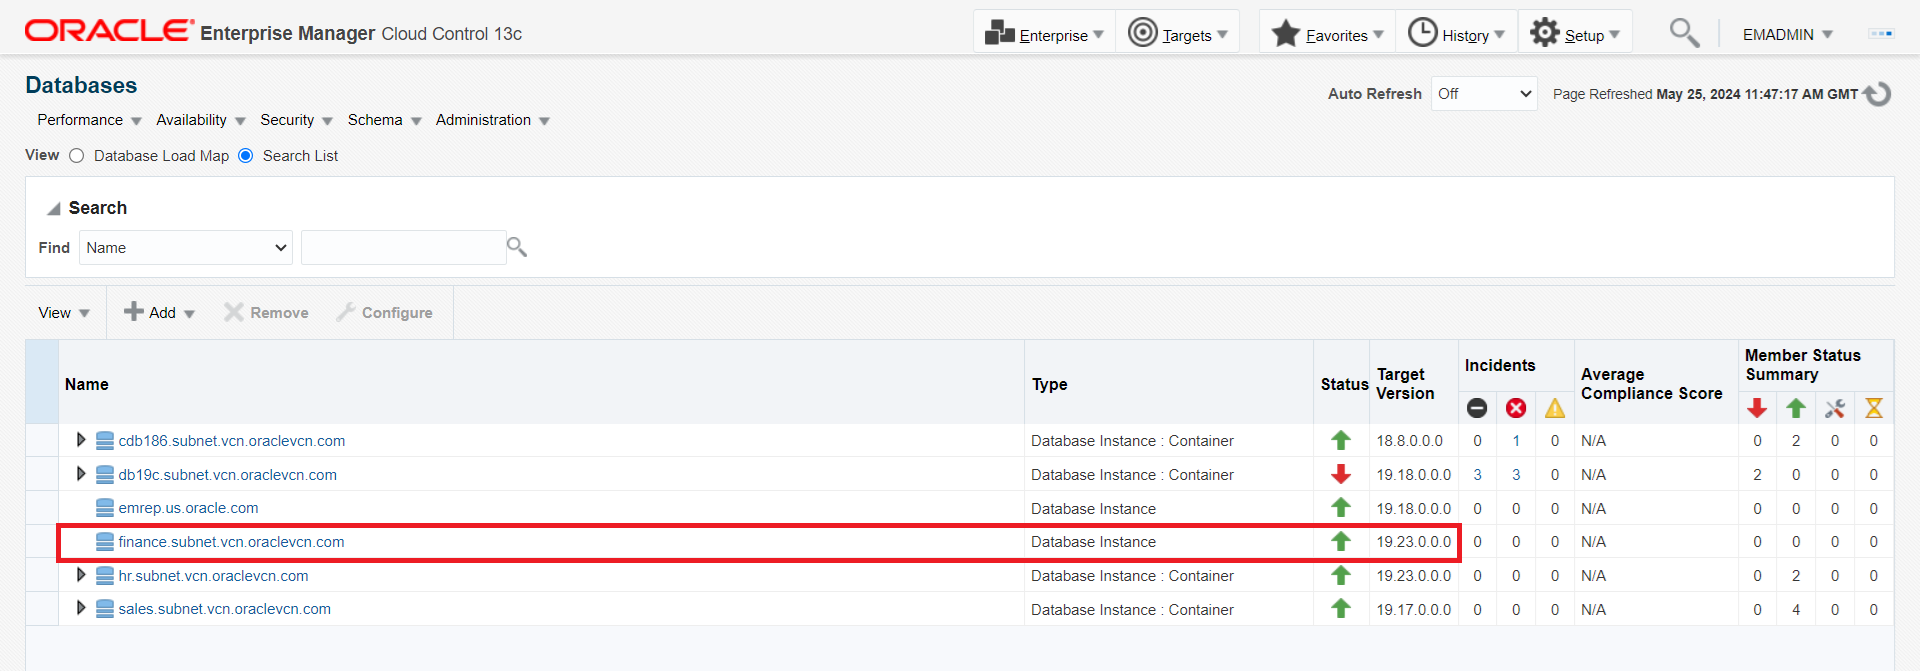 ORACLE Enterprise Manager Cloud Control 13c Enterprise Targets Favorites History Setup EMADMIN
Databases
Auto Refresh Off Page Refreshed May 25, 2024 11:47:17 AM GMT
Performance Availability Security Schema Administration
View Database Load Map Search List
Search
Find Name
View Add Remove Configure
Name Type Status Target Version Incidents Average Compliance Score Member Status Summary
cdb186.subnet.vcn.oraclevcn.com Database Instance : Container 18.8.0.0.0 0 1 0 N/A 0 2 0 0
db19c.subnet.vcn.oraclevcn.com Database Instance : Container 19.18.0.0.0 3 3 0 N/A 2 0 0 0
emrep.us.oracle.com Database Instance 19.18.0.0.0 0 0 0 N/A 0 0 0 0
finance.subnet.vcn.oraclevcn.com Database Instance 19.23.0.0.0 0 0 0 N/A 0 0 0 0
hr.subnet.vcn.oraclevcn.com Database Instance : Container 19.23.0.0.0 0 0 0 N/A 0 2 0 0
sales.subnet.vcn.oraclevcn.com Database Instance : Container 19.17.0.0.0 0 0 0 N/A 0 4 0 0